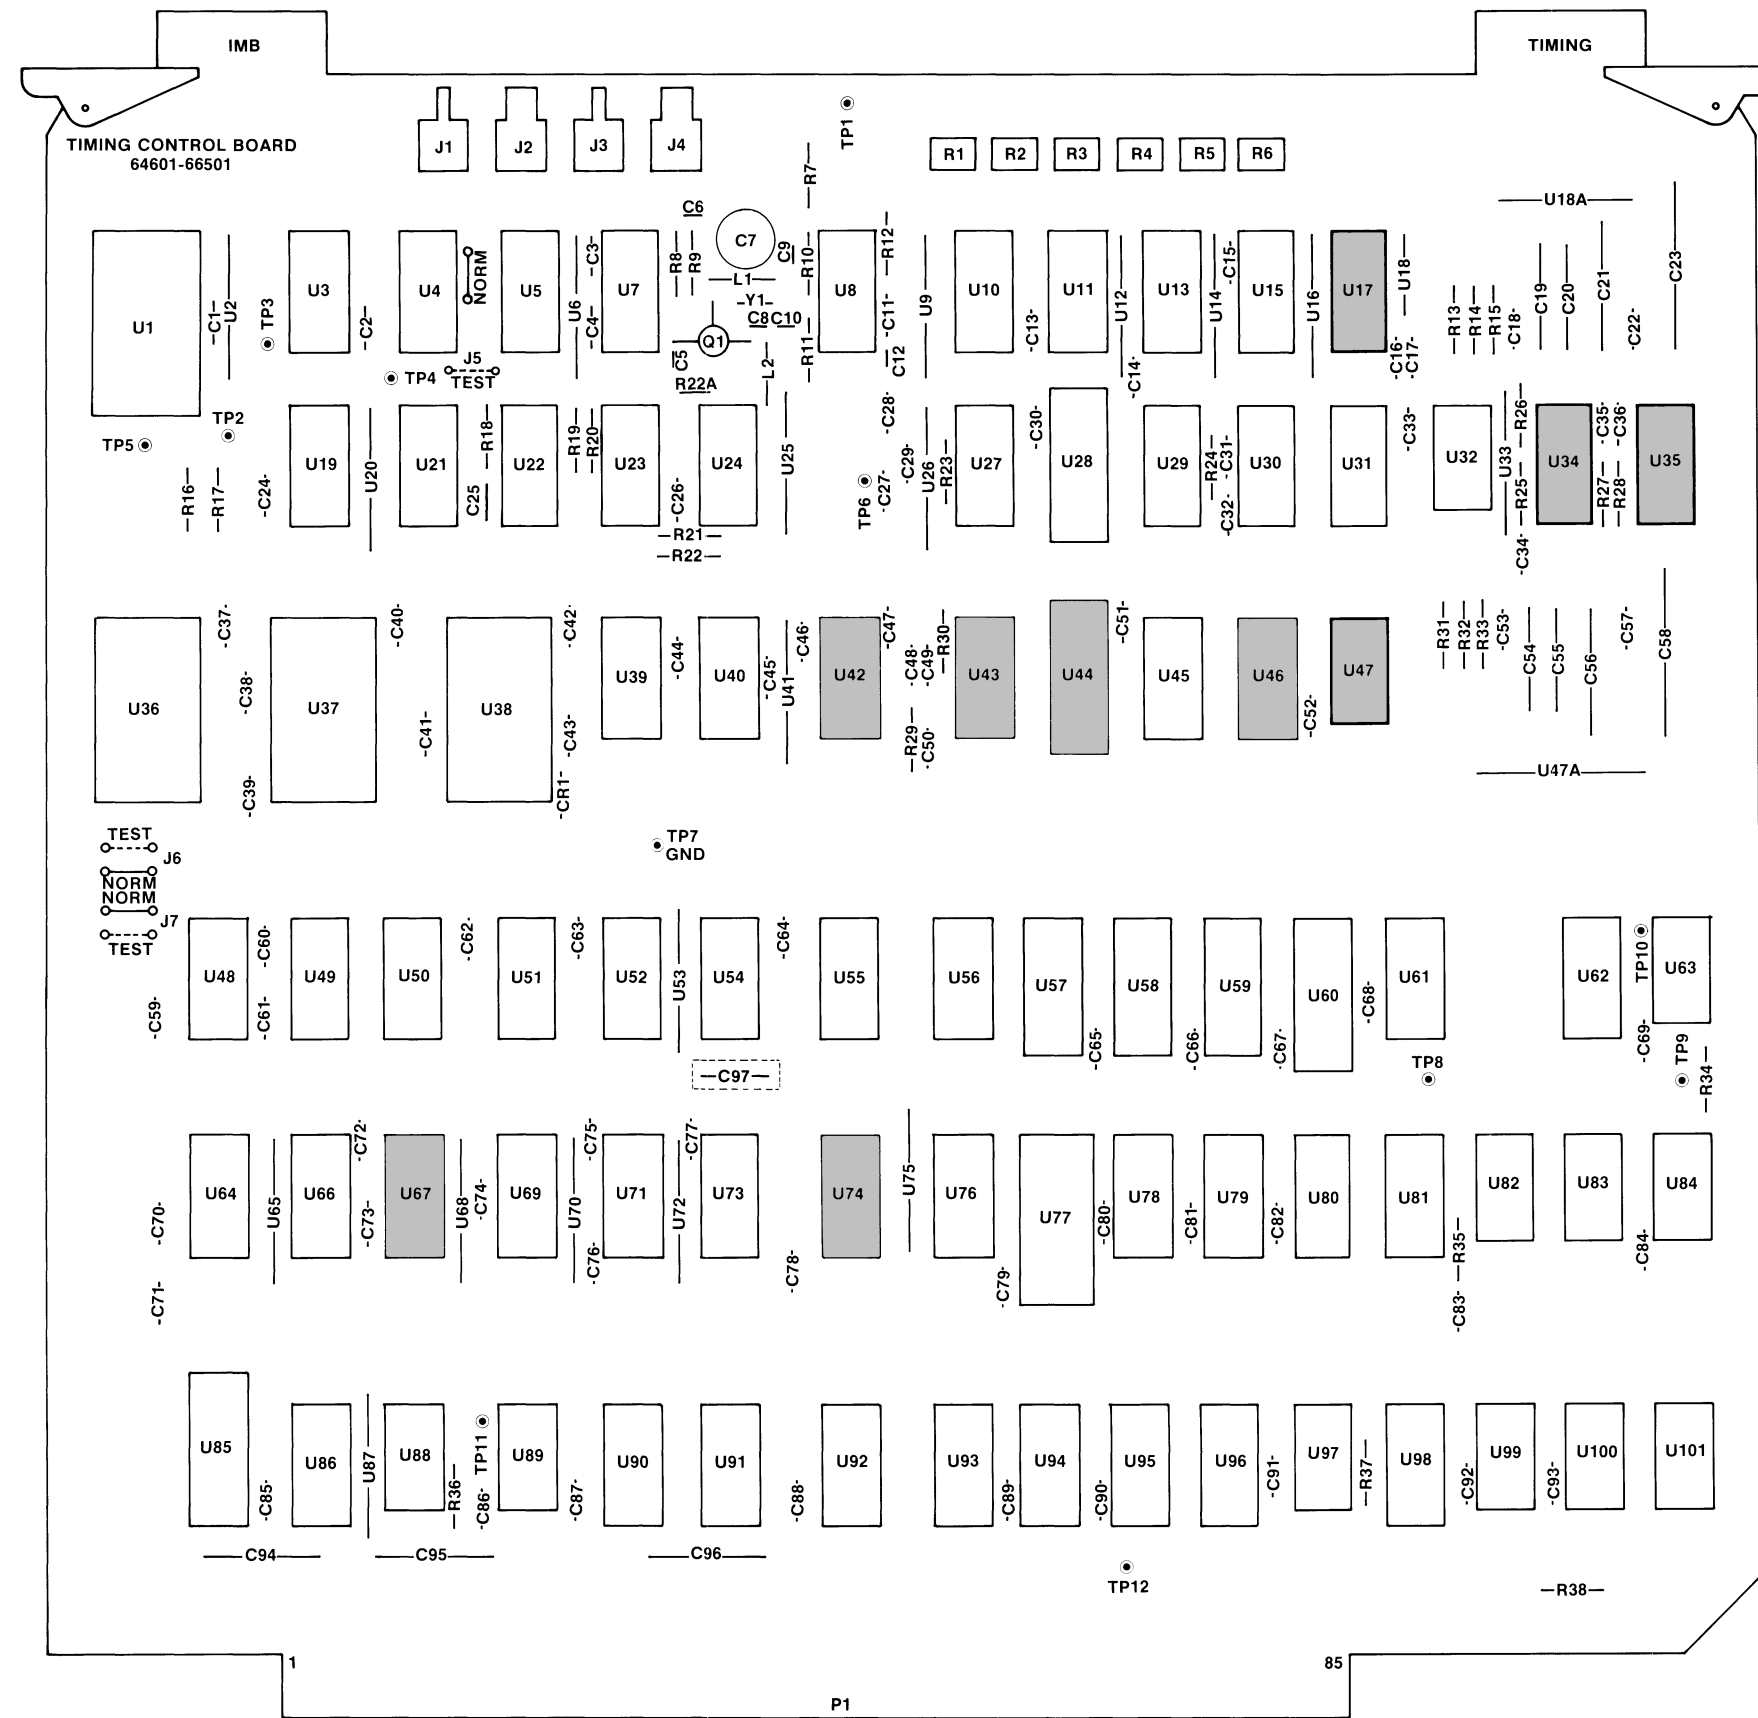 IMB
TIMING
TIMING CONTROL BOARD
64601-66501
J1
J2
J3
J4
TP1
R1
R2
R3
R4
R5
R6
R7
C6
U18A
U1
C1
U2
TP3
U3
C2
U4
NORM
U5
U6
C3
C4
U7
R8
R9
C7
L1
Y1
C8
C10
C9
R10
R11
Q1
C5
R22A
L2
U8
R12
C11
C12
U9
U10
C13
U11
U12
C14
U13
U14
C15
U15
U16
U17
C16
C17
U18
R13
R14
R15
C18
C19
C20
C21
C22
C23
J5
TEST
TP4
TP2
TP5
R16
R17
C24
U19
U20
U21
R18
C25
U22
R19
R20
U23
C26
U24
R21
R22
U25
TP6
C27
C28
C29
U26
R23
U27
C30
U28
U29
R24
C31
C32
U30
U31
C33
U32
U33
R25
R26
C34
U34
C35
C36
R27
R28
U35
U36
C37
C38
C39
U37
C40
C41
U38
C42
C43
CR1
U39
C44
U40
C45
U41
C46
U42
C47
C48
C49
R30
R29
C50
U43
U44
C51
U45
U46
C52
U47
R31
R32
R33
C53
C54
C55
C56
C57
C58
U47A
TEST
J6
NORM
NORM
J7
TEST
TP7
GND
C59
U48
C60
C61
U49
U50
C62
U51
C63
U52
U53
U54
C64
C97
U55
U56
U57
C65
U58
C66
U59
C67
U60
C68
U61
TP8
U62
TP10
C69
U63
TP9
R34
C70
C71
U64
U65
U66
C72
C73
U67
U68
C74
U69
U70
C75
C76
U71
U72
C77
U73
C78
U74
U75
U76
C79
U77
C80
U78
C81
U79
C82
U80
U81
R35
C83
U82
U83
C84
U84
U85
C85
U86
U87
U88
R36
TP11
C86
U89
C87
U90
U91
C88
U92
U93
C89
U94
C90
U95
U96
C91
U97
R37
U98
C92
U99
C93
U100
U101
C94
C95
C96
TP12
R38
1
85
P1